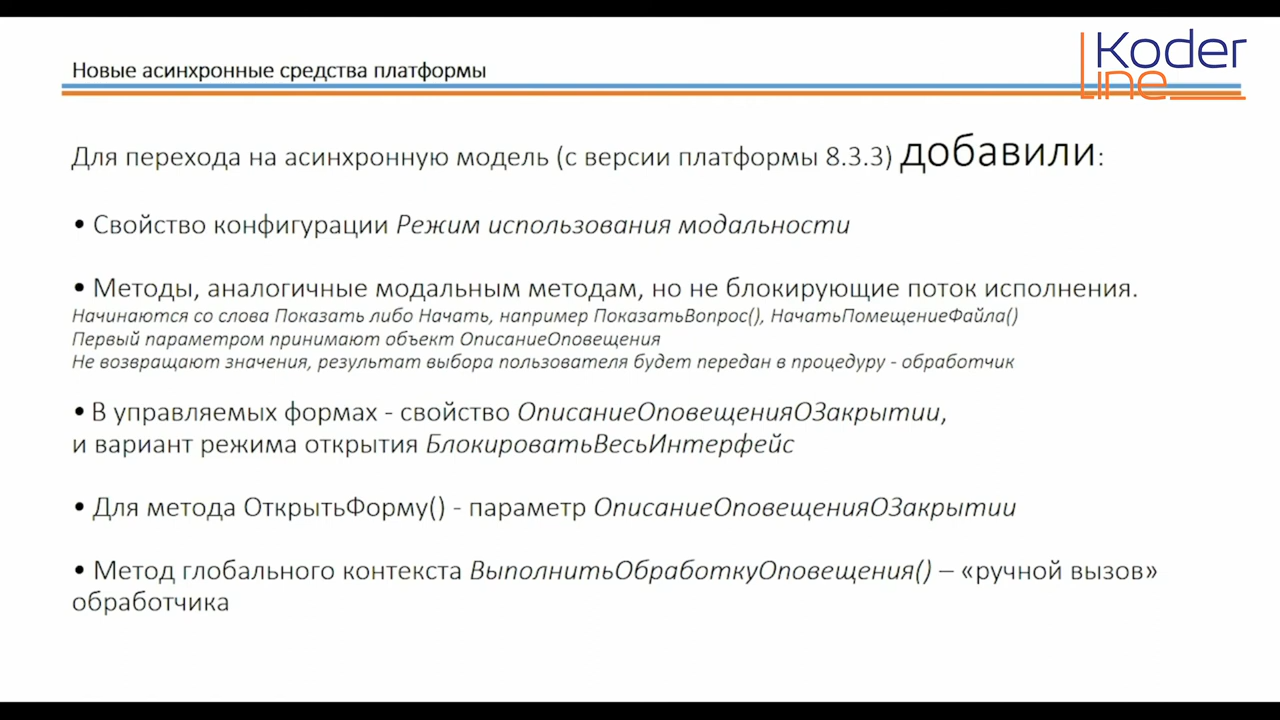 Новые асинхронные средства платформы
Koder
Line
Для перехода на асинхронную модель (с версии платформы 8.3.3) добавили:
• Свойство конфигурации Режим использования модальности
• Методы, аналогичные модальным методам, но не блокирующие поток исполнения.
Начинаются со слова Показать либо Начать, например ПоказатьВопрос(), НачатьПомещениеФайла()
Первый параметром принимают объект ОписаниеОповещения
Не возвращают значения, результат выбора пользователя будет передан в процедуру - обработчик
• В управляемых формах - свойство ОписаниеОповещенияОЗакрытии,
и вариант режима открытия БлокироватьВесьИнтерфейс
• Для метода ОткрытьФорму() - параметр ОписаниеОповещенияОЗакрытии
• Метод глобального контекста ВыполнитьОбработкуОповещения() – «ручной вызов»
обработчика